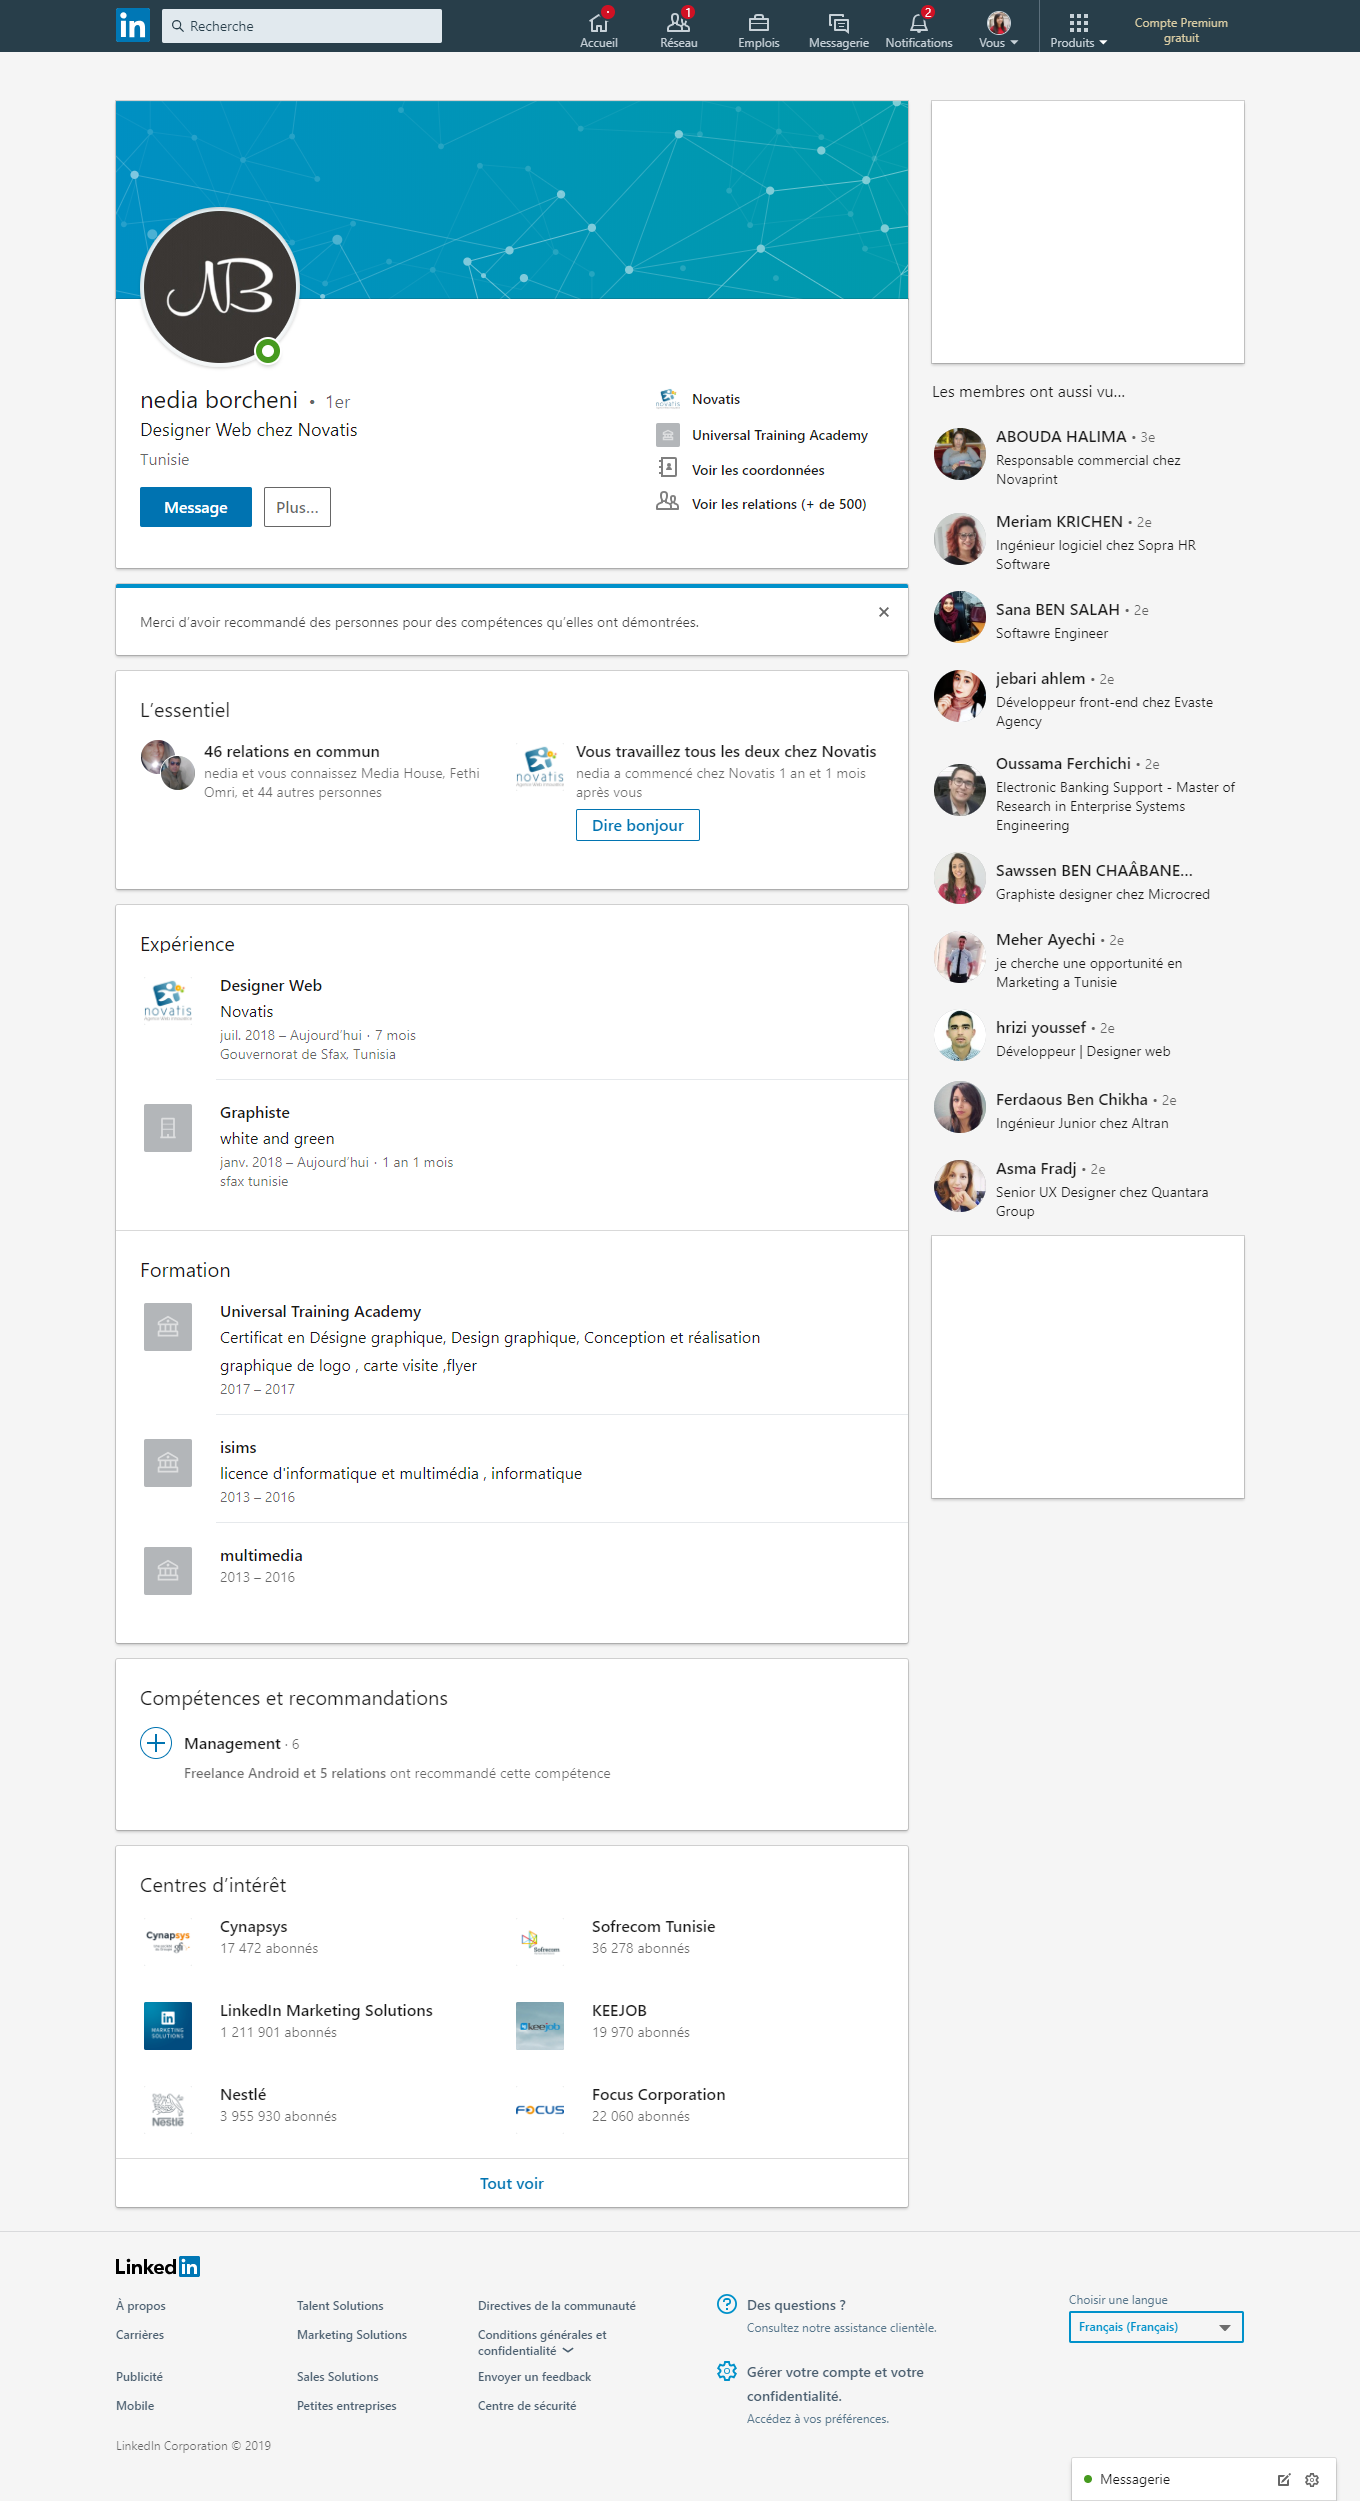 in
Recherche
Accueil
1
Réseau
Emplois
Messagerie
2
Notifications
Vous
Produits
Compte Premium
gratuit
NB
nedia borcheni • 1er
Designer Web chez Novatis
Tunisie
Message
Plus…
Novatis
Universal Training Academy
Voir les coordonnées
Voir les relations (+ de 500)
Merci d’avoir recommandé des personnes pour des compétences qu’elles ont démontrées.
L’essentiel
46 relations en commun
nedia et vous connaissez Media House, Fethi
Omri, et 44 autres personnes
novatis
Vous travaillez tous les deux chez Novatis
nedia a commencé chez Novatis 1 an et 1 mois
après vous
Dire bonjour
Expérience
novatis
Designer Web
Novatis
juil. 2018 – Aujourd’hui · 7 mois
Gouvernorat de Sfax, Tunisia
Graphiste
white and green
janv. 2018 – Aujourd’hui · 1 an 1 mois
sfax tunisie
Formation
Universal Training Academy
Certificat en Désigne graphique, Design graphique, Conception et réalisation
graphique de logo , carte visite ,flyer
2017 – 2017
isims
licence d'informatique et multimédia , informatique
2013 – 2016
multimedia
2013 – 2016
Compétences et recommandations
Management · 6
Freelance Android et 5 relations ont recommandé cette compétence
Centres d’intérêt
Cynapsys
gfi
Cynapsys
17 472 abonnés
Sofrecom
Sofrecom Tunisie
36 278 abonnés
in
MARKETING
SOLUTIONS
LinkedIn Marketing Solutions
1 211 901 abonnés
keejob
KEEJOB
19 970 abonnés
Nestlé
Nestlé
3 955 930 abonnés
FOCUS
Focus Corporation
22 060 abonnés
Tout voir
Les membres ont aussi vu…
ABOUDA HALIMA • 3e
Responsable commercial chez
Novaprint
Meriam KRICHEN • 2e
Ingénieur logiciel chez Sopra HR
Software
Sana BEN SALAH • 2e
Softawre Engineer
jebari ahlem • 2e
Développeur front-end chez Evaste
Agency
Oussama Ferchichi • 2e
Electronic Banking Support - Master of
Research in Enterprise Systems
Engineering
Sawssen BEN CHAÂBANE…
Graphiste designer chez Microcred
Meher Ayechi • 2e
je cherche une opportunité en
Marketing a Tunisie
hrizi youssef • 2e
Développeur | Designer web
Ferdaous Ben Chikha • 2e
Ingénieur Junior chez Altran
Asma Fradj • 2e
Senior UX Designer chez Quantara
Group
Linked in
À propos
Talent Solutions
Directives de la communauté
Carrières
Marketing Solutions
Conditions générales et
confidentialité
Publicité
Sales Solutions
Envoyer un feedback
Mobile
Petites entreprises
Centre de sécurité
Des questions ?
Consultez notre assistance clientèle.
Gérer votre compte et votre
confidentialité.
Accédez à vos préférences.
Choisir une langue
Français (Français)
LinkedIn Corporation © 2019
Messagerie